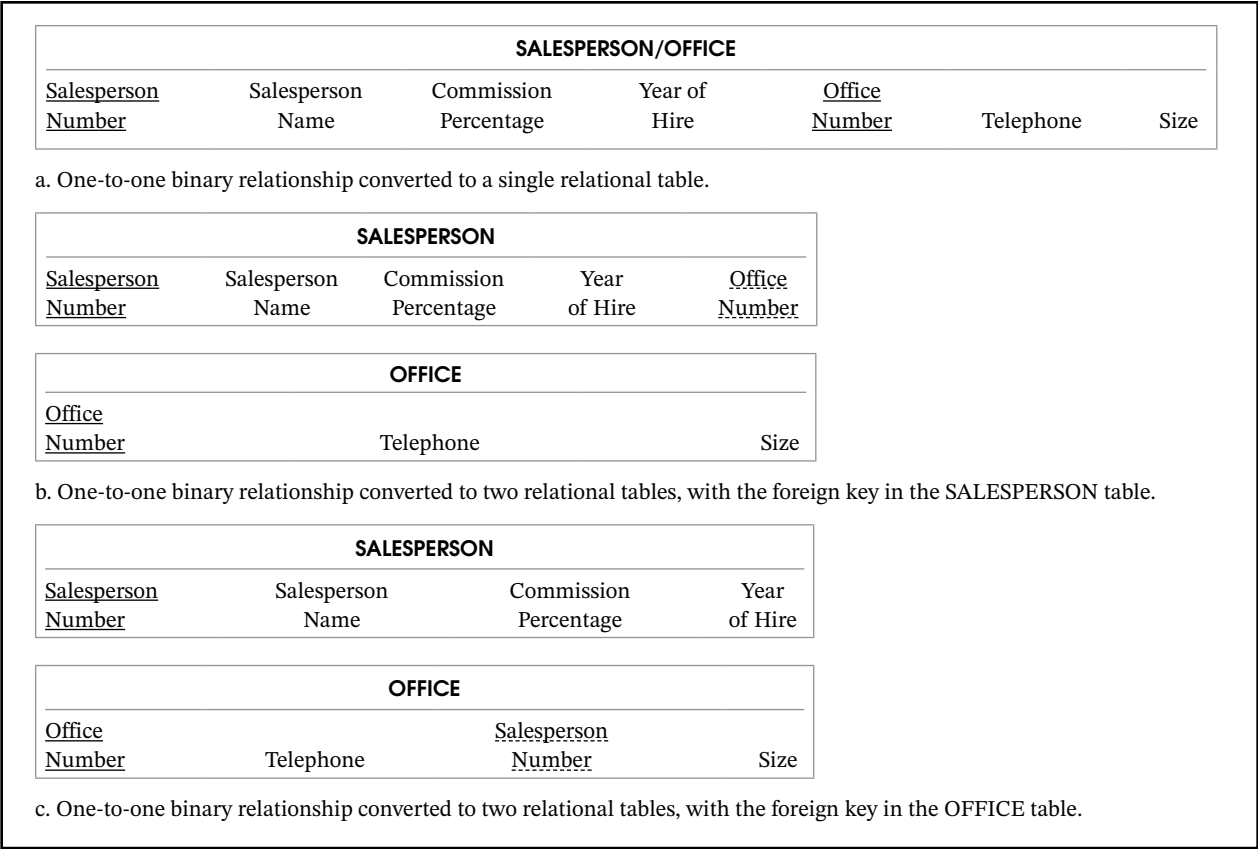 SALESPERSON/OFFICE
Salesperson Salesperson Commission Year of Office
Number Name Percentage Hire Number Telephone Size
a. One-to-one binary relationship converted to a single relational table.
SALESPERSON
Salesperson Salesperson Commission Year Office
Number Name Percentage of Hire Number
OFFICE
Office
Number Telephone Size
b. One-to-one binary relationship converted to two relational tables, with the foreign key in the SALESPERSON table.
SALESPERSON
Salesperson Salesperson Commission Year
Number Name Percentage of Hire
OFFICE
Office Salesperson
Number Telephone Number Size
c. One-to-one binary relationship converted to two relational tables, with the foreign key in the OFFICE table.